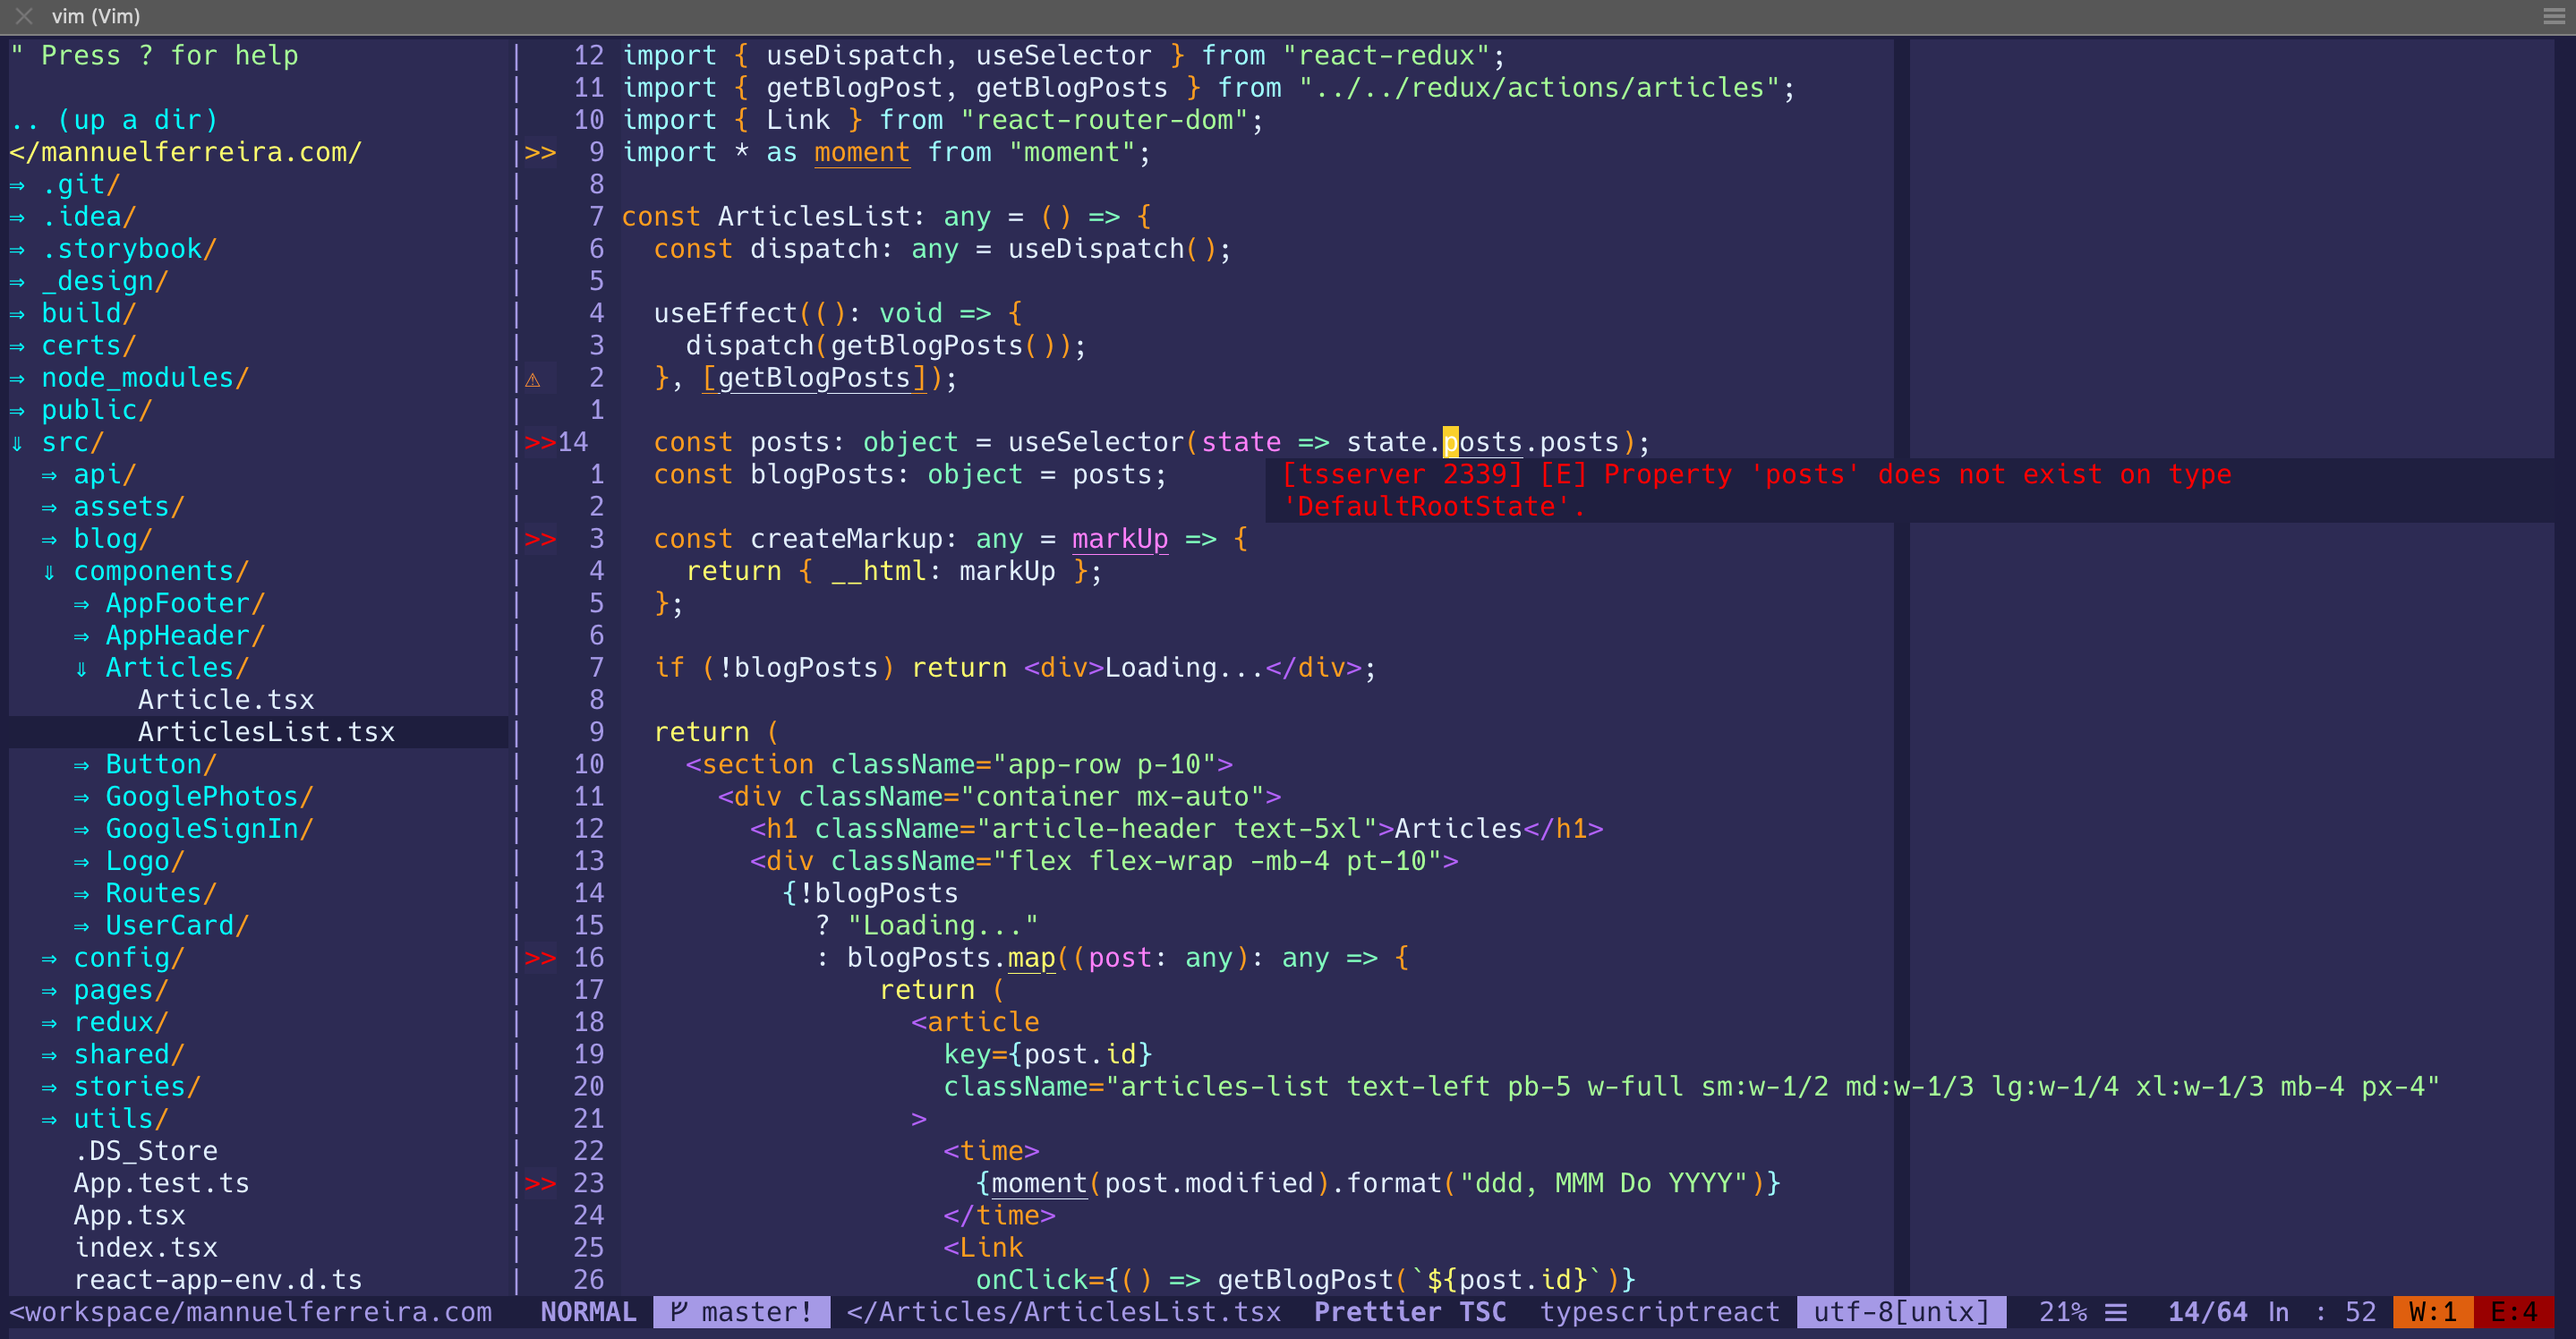 vim (Vim)
" Press ? for help
.. (up a dir)
</mannuelferreira.com/
⇒ .git/
⇒ .idea/
⇒ .storybook/
⇒ _design/
⇒ build/
⇒ certs/
⇒ node_modules/
⇒ public/
⇓ src/
⇒ api/
⇒ assets/
⇒ blog/
⇓ components/
⇒ AppFooter/
⇒ AppHeader/
⇓ Articles/
Article.tsx
ArticlesList.tsx
⇒ Button/
⇒ GooglePhotos/
⇒ GoogleSignIn/
⇒ Logo/
⇒ Routes/
⇒ UserCard/
⇒ config/
⇒ pages/
⇒ redux/
⇒ shared/
⇒ stories/
⇒ utils/
.DS_Store
App.test.ts
App.tsx
index.tsx
react-app-env.d.ts
12 import { useDispatch, useSelector } from "react-redux";
11 import { getBlogPost, getBlogPosts } from "../../redux/actions/articles";
10 import { Link } from "react-router-dom";
>> 9 import * as moment from "moment";
8
7 const ArticlesList: any = () => {
6 const dispatch: any = useDispatch();
5
4 useEffect((): void => {
3 dispatch(getBlogPosts());
⚠ 2 }, [getBlogPosts]);
1
>>14 const posts: object = useSelector(state => state.posts.posts);
1 const blogPosts: object = posts;
[tsserver 2339] [E] Property 'posts' does not exist on type
2
'DefaultRootState'.
>> 3 const createMarkup: any = markUp => {
4 return { __html: markUp };
5 };
6
7 if (!blogPosts) return <div>Loading...</div>;
8
9 return (
10 <section className="app-row p-10">
11 <div className="container mx-auto">
12 <h1 className="article-header text-5xl">Articles</h1>
13 <div className="flex flex-wrap -mb-4 pt-10">
14 {!blogPosts
15 ? "Loading..."
>> 16 : blogPosts.map((post: any): any => {
17 return (
18 <article
19 key={post.id}
20 className="articles-list text-left pb-5 w-full sm:w-1/2 md:w-1/3 lg:w-1/4 xl:w-1/3 mb-4 px-4"
21 >
22 <time>
>> 23 {moment(post.modified).format("ddd, MMM Do YYYY")}
24 </time>
25 <Link
26 onClick={() => getBlogPost(`${post.id}`)}
<workspace/mannuelferreira.com NORMAL master! </Articles/ArticlesList.tsx Prettier TSC typescriptreact utf-8[unix] 21% ☰ 14/64 ln : 52 W:1 E:4